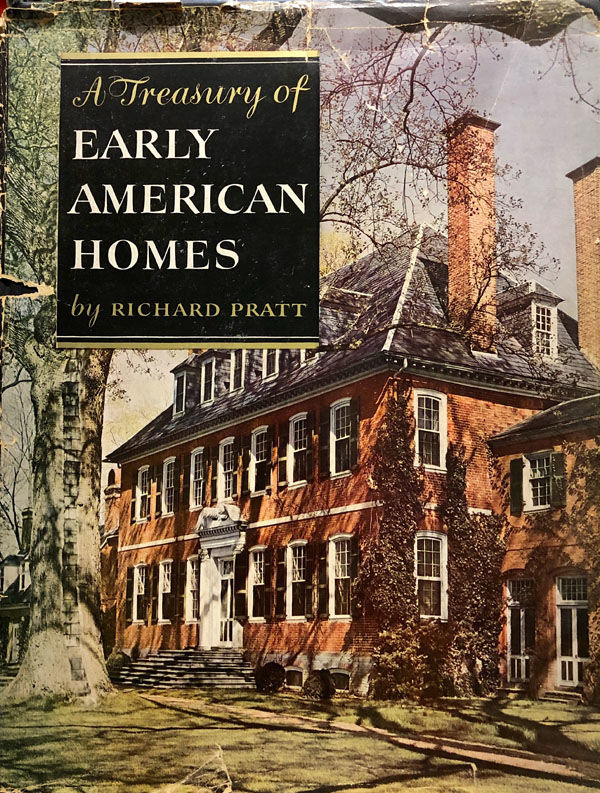 A Treasury of
EARLY
AMERICAN
HOMES
by RICHARD PRATT